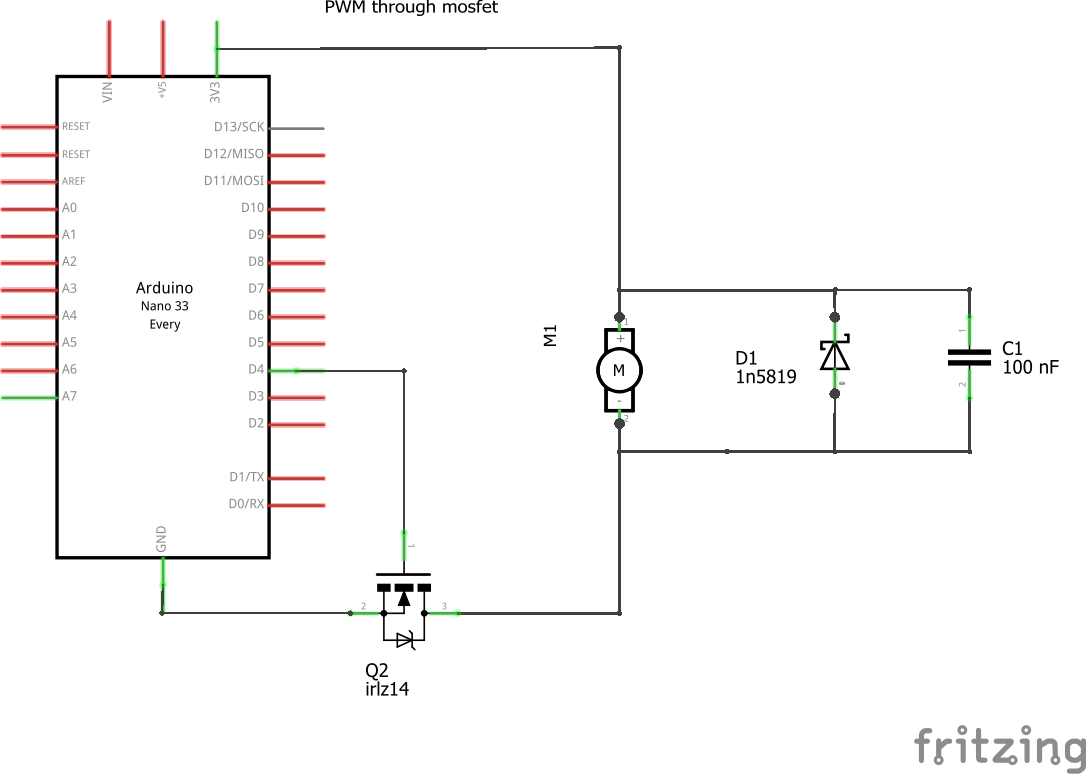 PWM through mosfet
VIN
+V5
3V3
RESET
RESET
AREF
A0
A1
A2
A3
A4
A5
A6
A7
Arduino
Nano 33
Every
D13/SCK
D12/MISO
D11/MOSI
D10
D9
D8
D7
D6
D5
D4
D3
D2
D1/TX
D0/RX
GND
M1
1
+
M
-
2
D1
1n5819
1
2
C1
100 nF
1
2
3
Q2
irlz14
fritzing